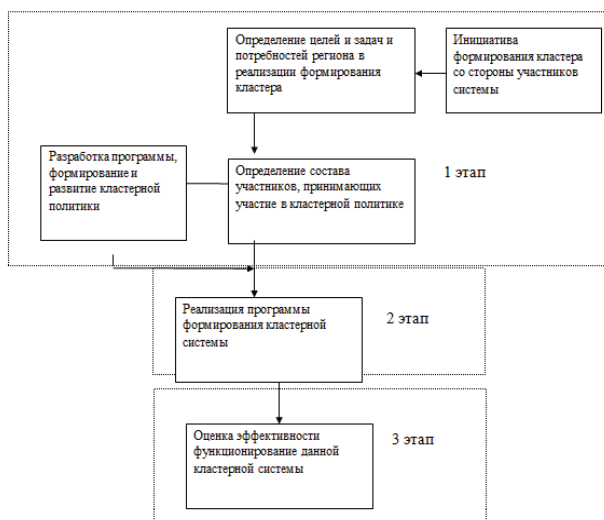 Определение целей и задач и
потребностей региона в
реализации формирования
кластера
Инициатива
формирования кластера
со стороны участников
системы
Разработка программы,
формирование и
развитие кластерной
политики
Определение состава
участников, принимающих
участие в кластерной политике
1 этап
Реализация программы
формирования кластерной
системы
2 этап
Оценка эффективности
функционирование данной
кластерной системы
3 этап